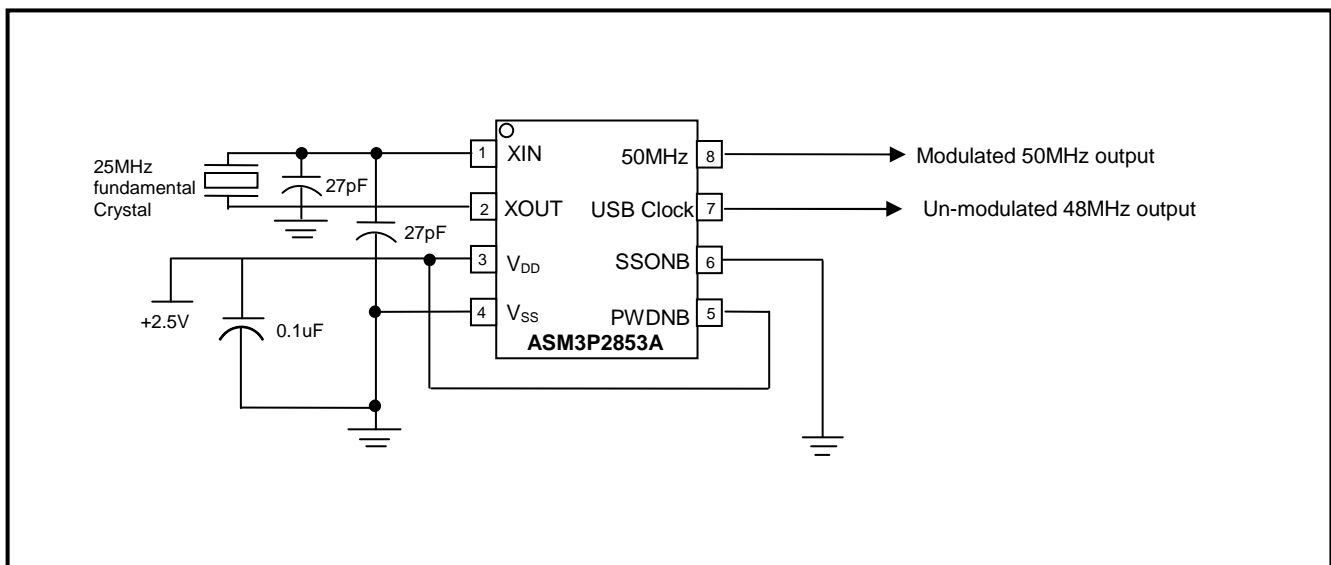 25MHz
fundamental
Crystal
27pF
27pF
+2.5V
0.1uF
1 XIN
2 XOUT
3 VDD
4 VSS
50MHz 8
USB Clock 7
SSONB 6
PWDNB 5
ASM3P2853A
Modulated 50MHz output
Un-modulated 48MHz output